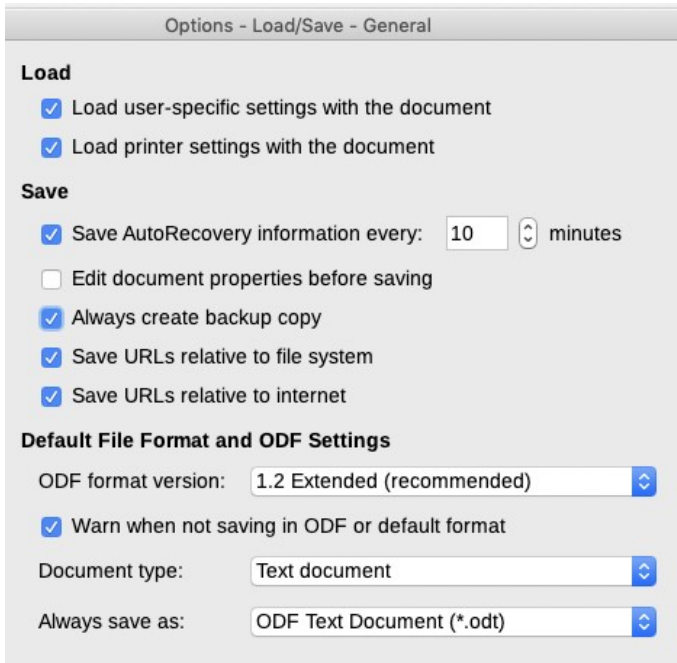 Options - Load/Save - General
Load
Load user-specific settings with the document
Load printer settings with the document
Save
Save AutoRecovery information every: 10 minutes
Edit document properties before saving
Always create backup copy
Save URLs relative to file system
Save URLs relative to internet
Default File Format and ODF Settings
ODF format version: 1.2 Extended (recommended)
Warn when not saving in ODF or default format
Document type: Text document
Always save as: ODF Text Document (*.odt)